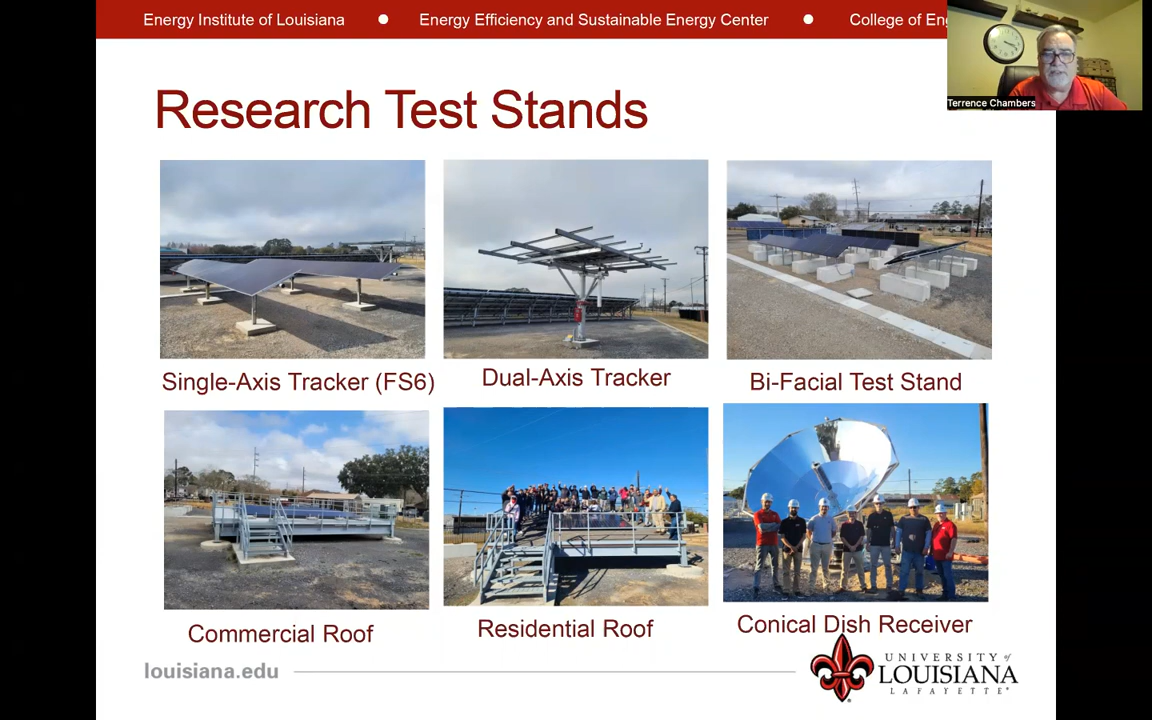 Energy Institute of Louisiana ● Energy Efficiency and Sustainable Energy Center ● College of
Terrence Chambers
Research Test Stands
Single-Axis Tracker (FS6)
Dual-Axis Tracker
Bi-Facial Test Stand
Commercial Roof
Residential Roof
Conical Dish Receiver
louisiana.edu
UNIVERSITY of
LOUISIANA
LAFAYETTE